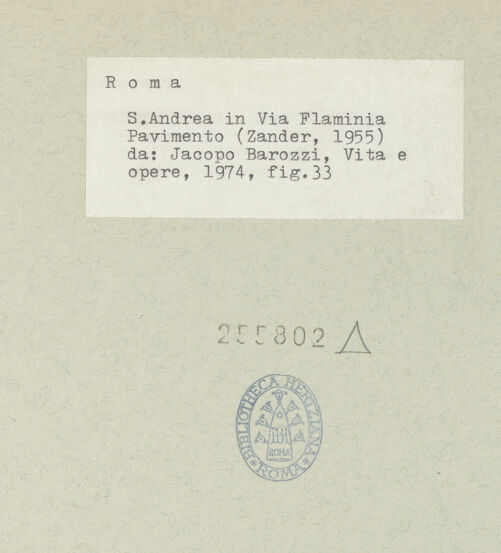 R o m a
S.Andrea in Via Flaminia
Pavimento (Zander, 1955)
da: Jacopo Barozzi, Vita e
opere, 1974, fig.33
255802
BIBLIOTHECA HERTZIANA
ROMA
* ROMA *